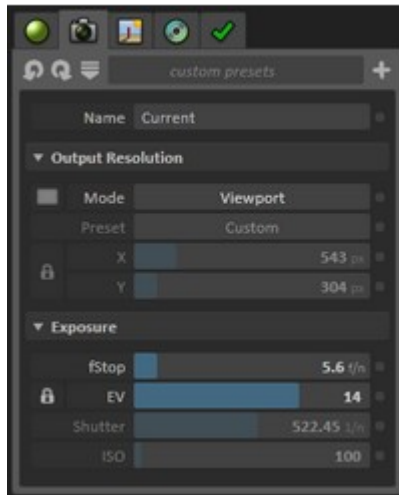 custom presets
Name Current
Output Resolution
Mode Viewport
Preset Custom
X 543 px
Y 304 px
Exposure
fStop 5.6 f/n
EV 14
Shutter 522.45 1/n
ISO 100